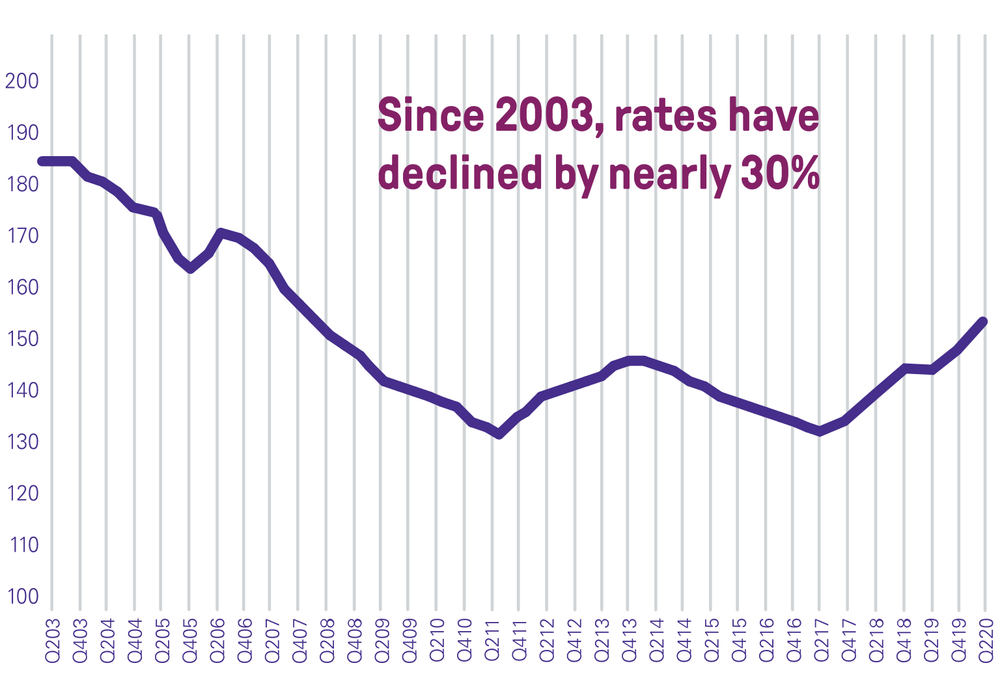 Since 2003, rates have
declined by nearly 30%
200
190
180
170
160
150
140
130
120
110
100
Q203
Q403
Q204
Q404
Q205
Q405
Q206
Q406
Q207
Q407
Q208
Q408
Q209
Q409
Q210
Q410
Q211
Q411
Q212
Q412
Q213
Q413
Q214
Q414
Q215
Q415
Q216
Q416
Q217
Q417
Q218
Q418
Q219
Q419
Q220